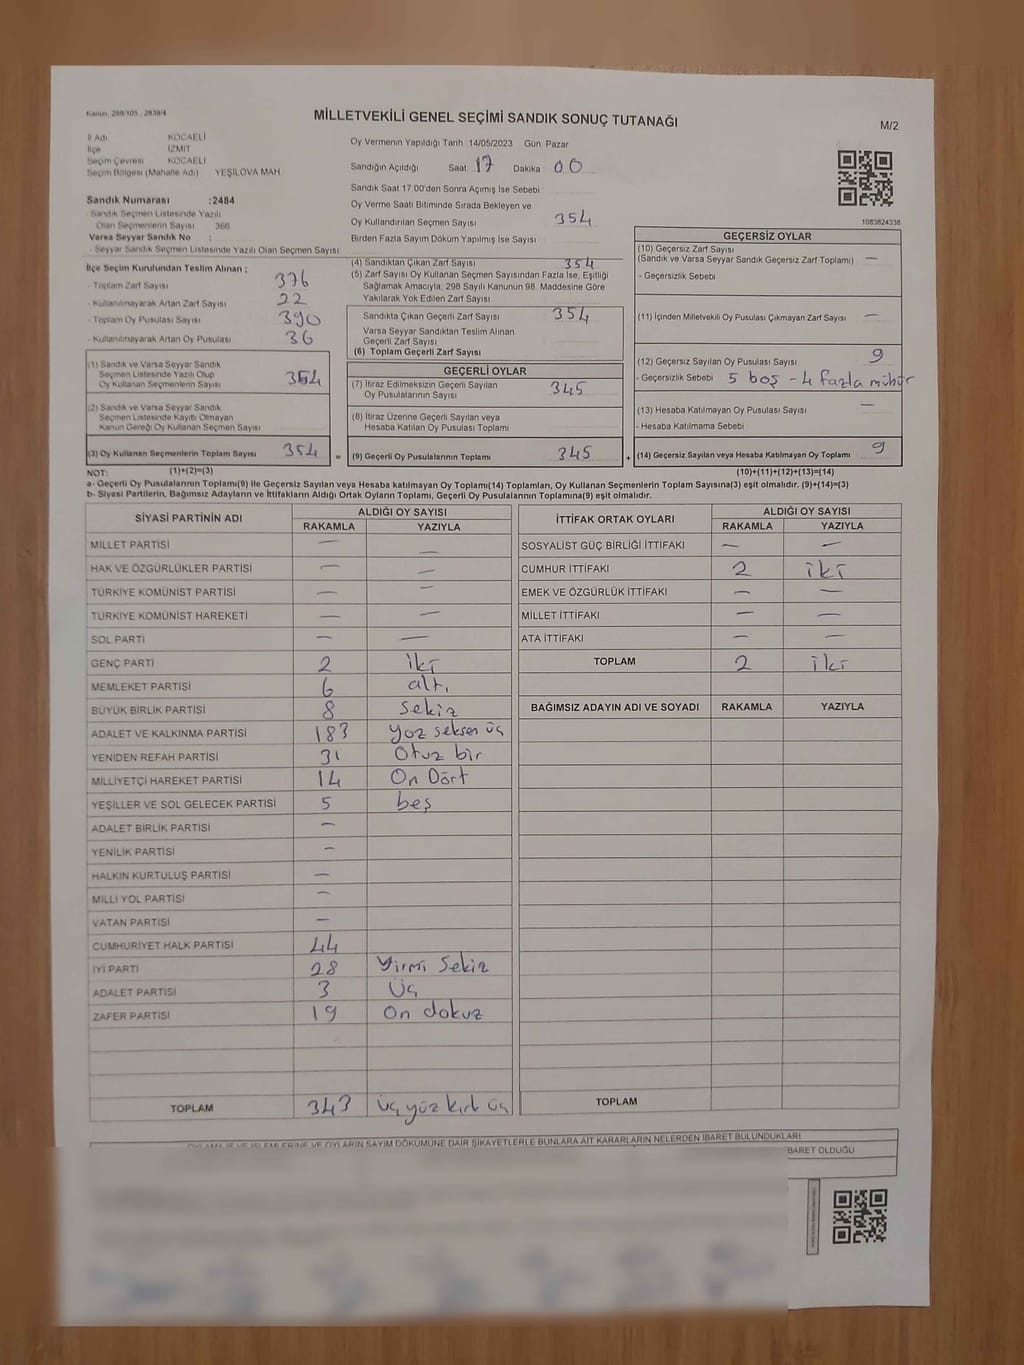 Kanun, 298/105 , 2839/4
MİLLETVEKİLİ GENEL SEÇİMİ SANDIK SONUÇ TUTANAĞI
M/2
İl Adı KOCAELİ
İlçe İZMİT
Seçim Çevresi KOCAELİ
Seçim Bölgesi (Mahalle Adı) YEŞİLOVA MAH.
Sandık Numarası :2484
- Sandık Seçmen Listesinde Yazılı
Olan Seçmenlerin Sayısı 366
Varsa Seyyar Sandık No :
- Seyyar Sandık Seçmen Listesinde Yazılı Olan Seçmen Sayısı
İlçe Seçim Kurulundan Teslim Alınan ;
- Toplam Zarf Sayısı 376
- Kullanılmayarak Artan Zarf Sayısı 22
- Toplam Oy Pusulası Sayısı 390
- Kullanılmayarak Artan Oy Pusulası 36
(1) Sandık ve Varsa Seyyar Sandık
Seçmen Listesinde Yazılı Olup
Oy Kullanan Seçmenlerin Sayısı 354
(2) Sandık ve Varsa Seyyar Sandık
Seçmen Listesinde Kayıtlı Olmayan
Kanun Gereği Oy Kullanan Seçmen Sayısı
(3) Oy Kullanan Seçmenlerin Toplam Sayısı 354
Oy Vermenin Yapıldığı Tarih 14/05/2023 Gün Pazar
Sandığın Açıldığı Saat 17 Dakika 00
Sandık Saat 17.00'den Sonra Açımış İse Sebebi
Oy Verme Saati Bitiminde Sırada Bekleyen ve
Oy Kullandırılan Seçmen Sayısı 354
Birden Fazla Sayım Döküm Yapılmış İse Sayısı
(4) Sandıktan Çıkan Zarf Sayısı 354
(5) Zarf Sayısı Oy Kullanan Seçmen Sayısından Fazla İse, Eşitliği
Sağlamak Amacıyla, 298 Sayılı Kanunun 98. Maddesine Göre
Yakılarak Yok Edilen Zarf Sayısı
Sandıkta Çıkan Geçerli Zarf Sayısı 354
Varsa Seyyar Sandıktan Teslim Alınan
Geçerli Zarf Sayısı
(6) Toplam Geçerli Zarf Sayısı
GEÇERLİ OYLAR
(7) İtiraz Edilmeksizin Geçerli Sayılan
Oy Pusulalarının Sayısı 345
(8) İtiraz Üzerine Geçerli Sayılan veya
Hesaba Katılan Oy Pusulası Toplamı
= (9) Geçerli Oy Pusulalarının Toplamı 345
1083824338
GEÇERSİZ OYLAR
(10) Geçersiz Zarf Sayısı
(Sandık ve Varsa Seyyar Sandık Geçersiz Zarf Toplamı) —
- Geçersizlik Sebebi
(11) İçinden Milletvekili Oy Pusulası Çıkmayan Zarf Sayısı —
(12) Geçersiz Sayılan Oy Pusulası Sayısı 9
- Geçersizlik Sebebi 5 boş - 4 fazla mühür
(13) Hesaba Katılmayan Oy Pusulası Sayısı —
- Hesaba Katılmama Sebebi
+ (14) Geçersiz Sayılan veya Hesaba Katılmayan Oy Toplamı 9
NOT: (1)+(2)=(3) (10)+(11)+(12)+(13)=(14)
a- Geçerli Oy Pusulalarının Toplamı(9) ile Geçersiz Sayılan veya Hesaba katılmayan Oy Toplamı(14) Toplamları, Oy Kullanan Seçmenlerin Toplam Sayısına(3) eşit olmalıdır. (9)+(14)=(3)
b- Siyasi Partilerin, Bağımsız Adayların ve İttifakların Aldığı Ortak Oyların Toplamı, Geçerli Oy Pusulalarının Toplamına(9) eşit olmalıdır.
SİYASİ PARTİNİN ADI ALDIĞI OY SAYISI
RAKAMLA YAZIYLA
MİLLET PARTİSİ — —
HAK VE ÖZGÜRLÜKLER PARTİSİ — —
TÜRKİYE KOMÜNİST PARTİSİ — —
TÜRKİYE KOMÜNİST HAREKETİ — —
SOL PARTİ — —
GENÇ PARTİ 2 iki
MEMLEKET PARTİSİ 6 altı
BÜYÜK BİRLİK PARTİSİ 8 Sekiz
ADALET VE KALKINMA PARTİSİ 183 yüz seksen üç
YENİDEN REFAH PARTİSİ 31 Otuz bir
MİLLİYETÇİ HAREKET PARTİSİ 14 On Dört
YEŞİLLER VE SOL GELECEK PARTİSİ 5 beş
ADALET BİRLİK PARTİSİ —
YENİLİK PARTİSİ —
HALKIN KURTULUŞ PARTİSİ —
MİLLİ YOL PARTİSİ —
VATAN PARTİSİ —
CUMHURİYET HALK PARTİSİ 44
İYİ PARTİ 28 Yirmi Sekiz
ADALET PARTİSİ 3 Üç
ZAFER PARTİSİ 19 On dokuz
TOPLAM 343 üç yüz kırk üç
İTTİFAK ORTAK OYLARI ALDIĞI OY SAYISI
RAKAMLA YAZIYLA
SOSYALİST GÜÇ BİRLİĞİ İTTİFAKI — —
CUMHUR İTTİFAKI 2 iki
EMEK VE ÖZGÜRLÜK İTTİFAKI — —
MİLLET İTTİFAKI — —
ATA İTTİFAKI — —
TOPLAM 2 iki
BAĞIMSIZ ADAYIN ADI VE SOYADI RAKAMLA YAZIYLA
TOPLAM
VE OYLARIN SAYIM DÖKÜMÜNE DAİR ŞİKAYETLERLE BUNLARA AİT KARARLARIN NELERDEN İBARET BULUNDUKLARI
BARET OLDUĞU